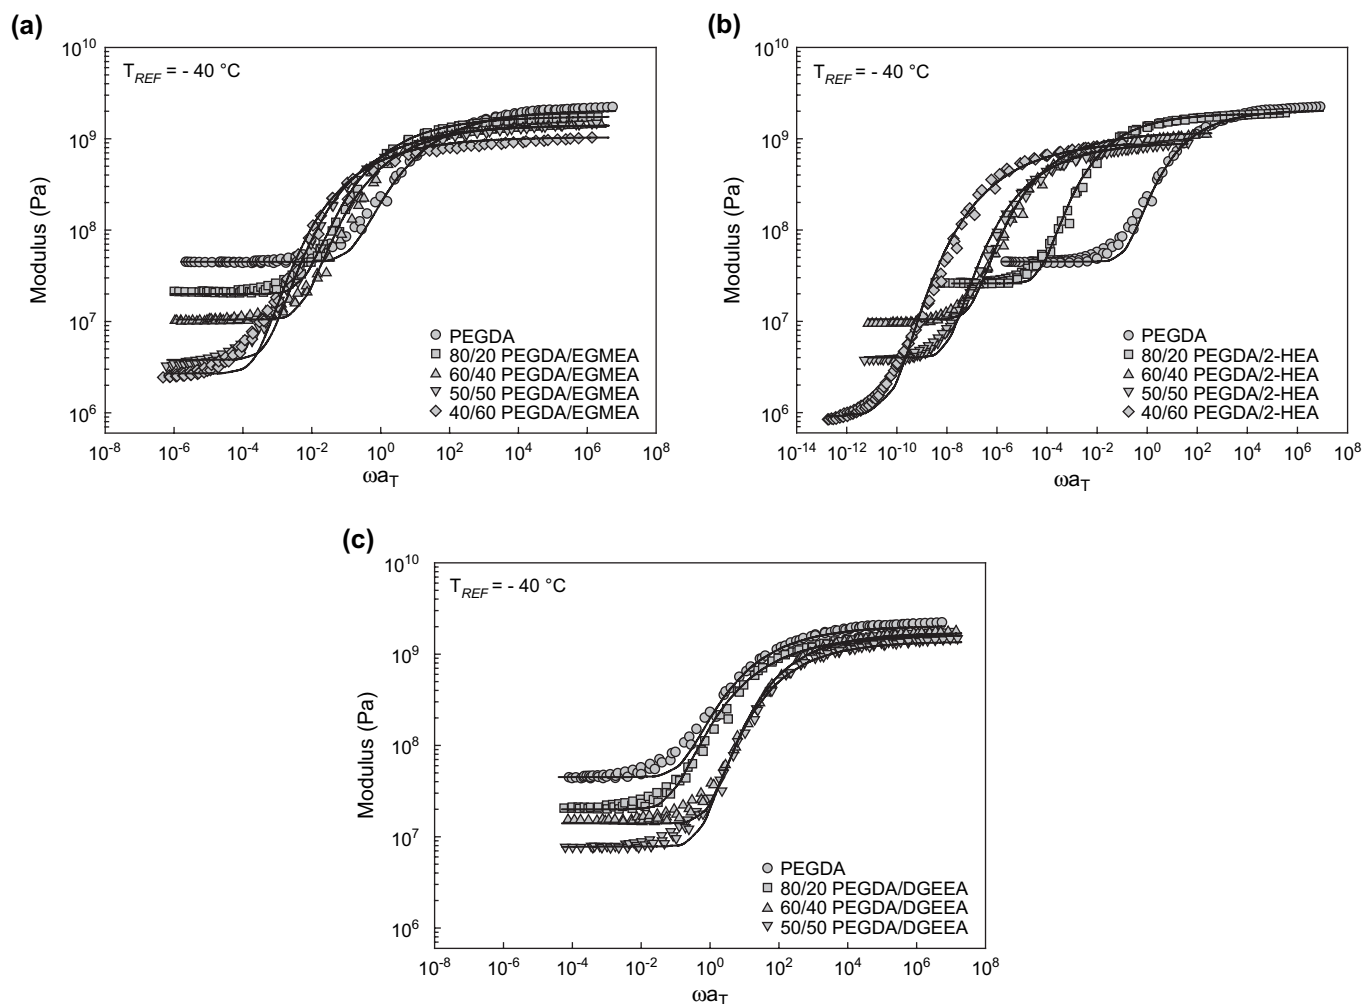 (a)
T_REF = - 40 °C
Modulus (Pa)
10^10
10^9
10^8
10^7
10^6
PEGDA
80/20 PEGDA/EGMEA
60/40 PEGDA/EGMEA
50/50 PEGDA/EGMEA
40/60 PEGDA/EGMEA
10^-8 10^-6 10^-4 10^-2 10^0 10^2 10^4 10^6 10^8
ωa_T
(b)
T_REF = - 40 °C
Modulus (Pa)
10^10
10^9
10^8
10^7
10^6
PEGDA
80/20 PEGDA/2-HEA
60/40 PEGDA/2-HEA
50/50 PEGDA/2-HEA
40/60 PEGDA/2-HEA
10^-14 10^-12 10^-10 10^-8 10^-6 10^-4 10^-2 10^0 10^2 10^4 10^6 10^8
ωa_T
(c)
T_REF = - 40 °C
Modulus (Pa)
10^10
10^9
10^8
10^7
10^6
PEGDA
80/20 PEGDA/DGEEA
60/40 PEGDA/DGEEA
50/50 PEGDA/DGEEA
10^-8 10^-6 10^-4 10^-2 10^0 10^2 10^4 10^6 10^8
ωa_T